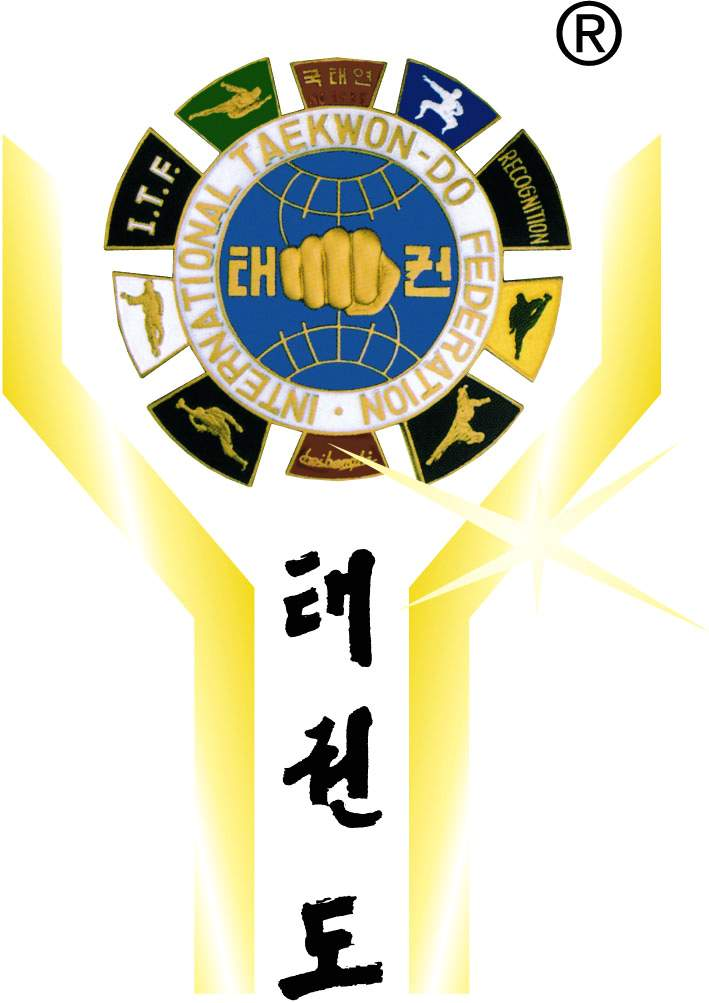 ®
국태연
I.T.F.
RECOGNITION
INTERNATIONAL TAEKWON-DO FEDERATION ·
태 권
태
권
도